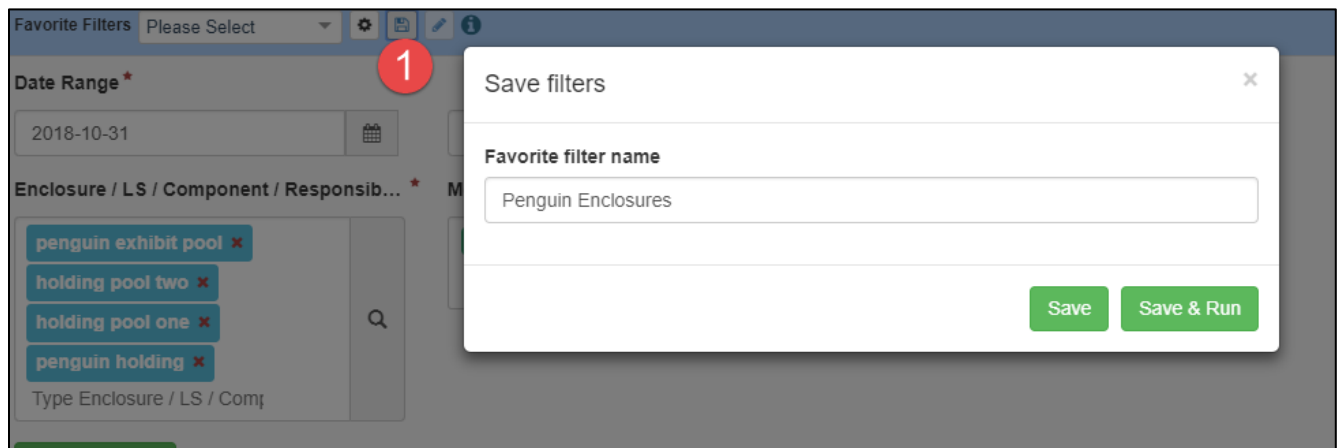 Favorite Filters Please Select
1
Save filters
×
Date Range*
2018-10-31
Favorite filter name
Penguin Enclosures
Enclosure / LS / Component / Responsib... *
M
penguin exhibit pool ×
holding pool two ×
holding pool one ×
penguin holding ×
Type Enclosure / LS / Comp
Save
Save & Run